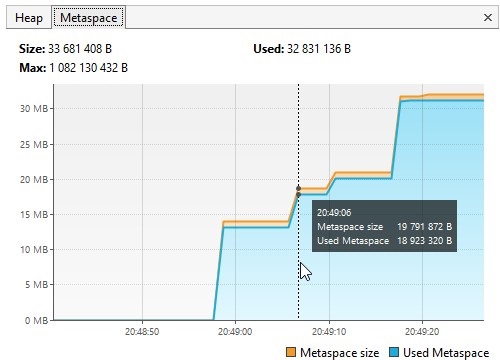 Heap Metaspace ×
Size: 33 681 408 B Used: 32 831 136 B
Max: 1 082 130 432 B
30 MB
25 MB
20 MB
15 MB
10 MB
5 MB
0 MB
20:49:06
Metaspace size 19 791 872 B
Used Metaspace 18 923 320 B
20:48:50 20:49:00 20:49:10 20:49:20
Metaspace size Used Metaspace